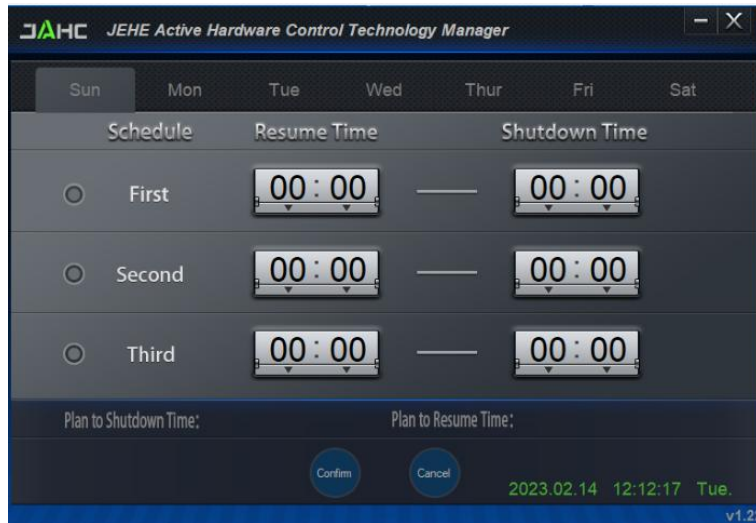 JAHC JEHE Active Hardware Control Technology Manager
Sun Mon Tue Wed Thur Fri Sat
Schedule Resume Time Shutdown Time
First 00 : 00 00 : 00
Second 00 : 00 00 : 00
Third 00 : 00 00 : 00
Plan to Shutdown Time: Plan to Resume Time:
Confirm Cancel
2023.02.14 12:12:17 Tue.
v1.2